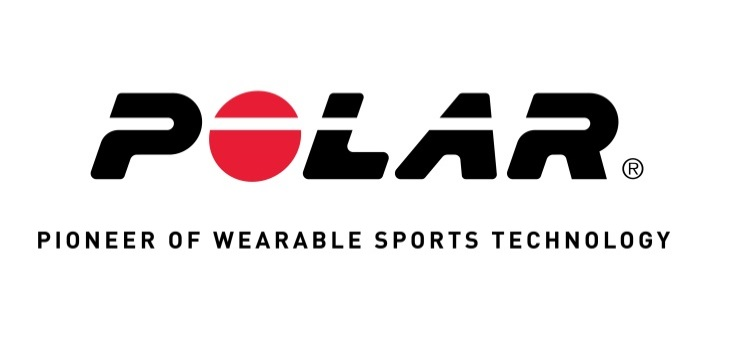 POLAR®
PIONEER OF WEARABLE SPORTS TECHNOLOGY